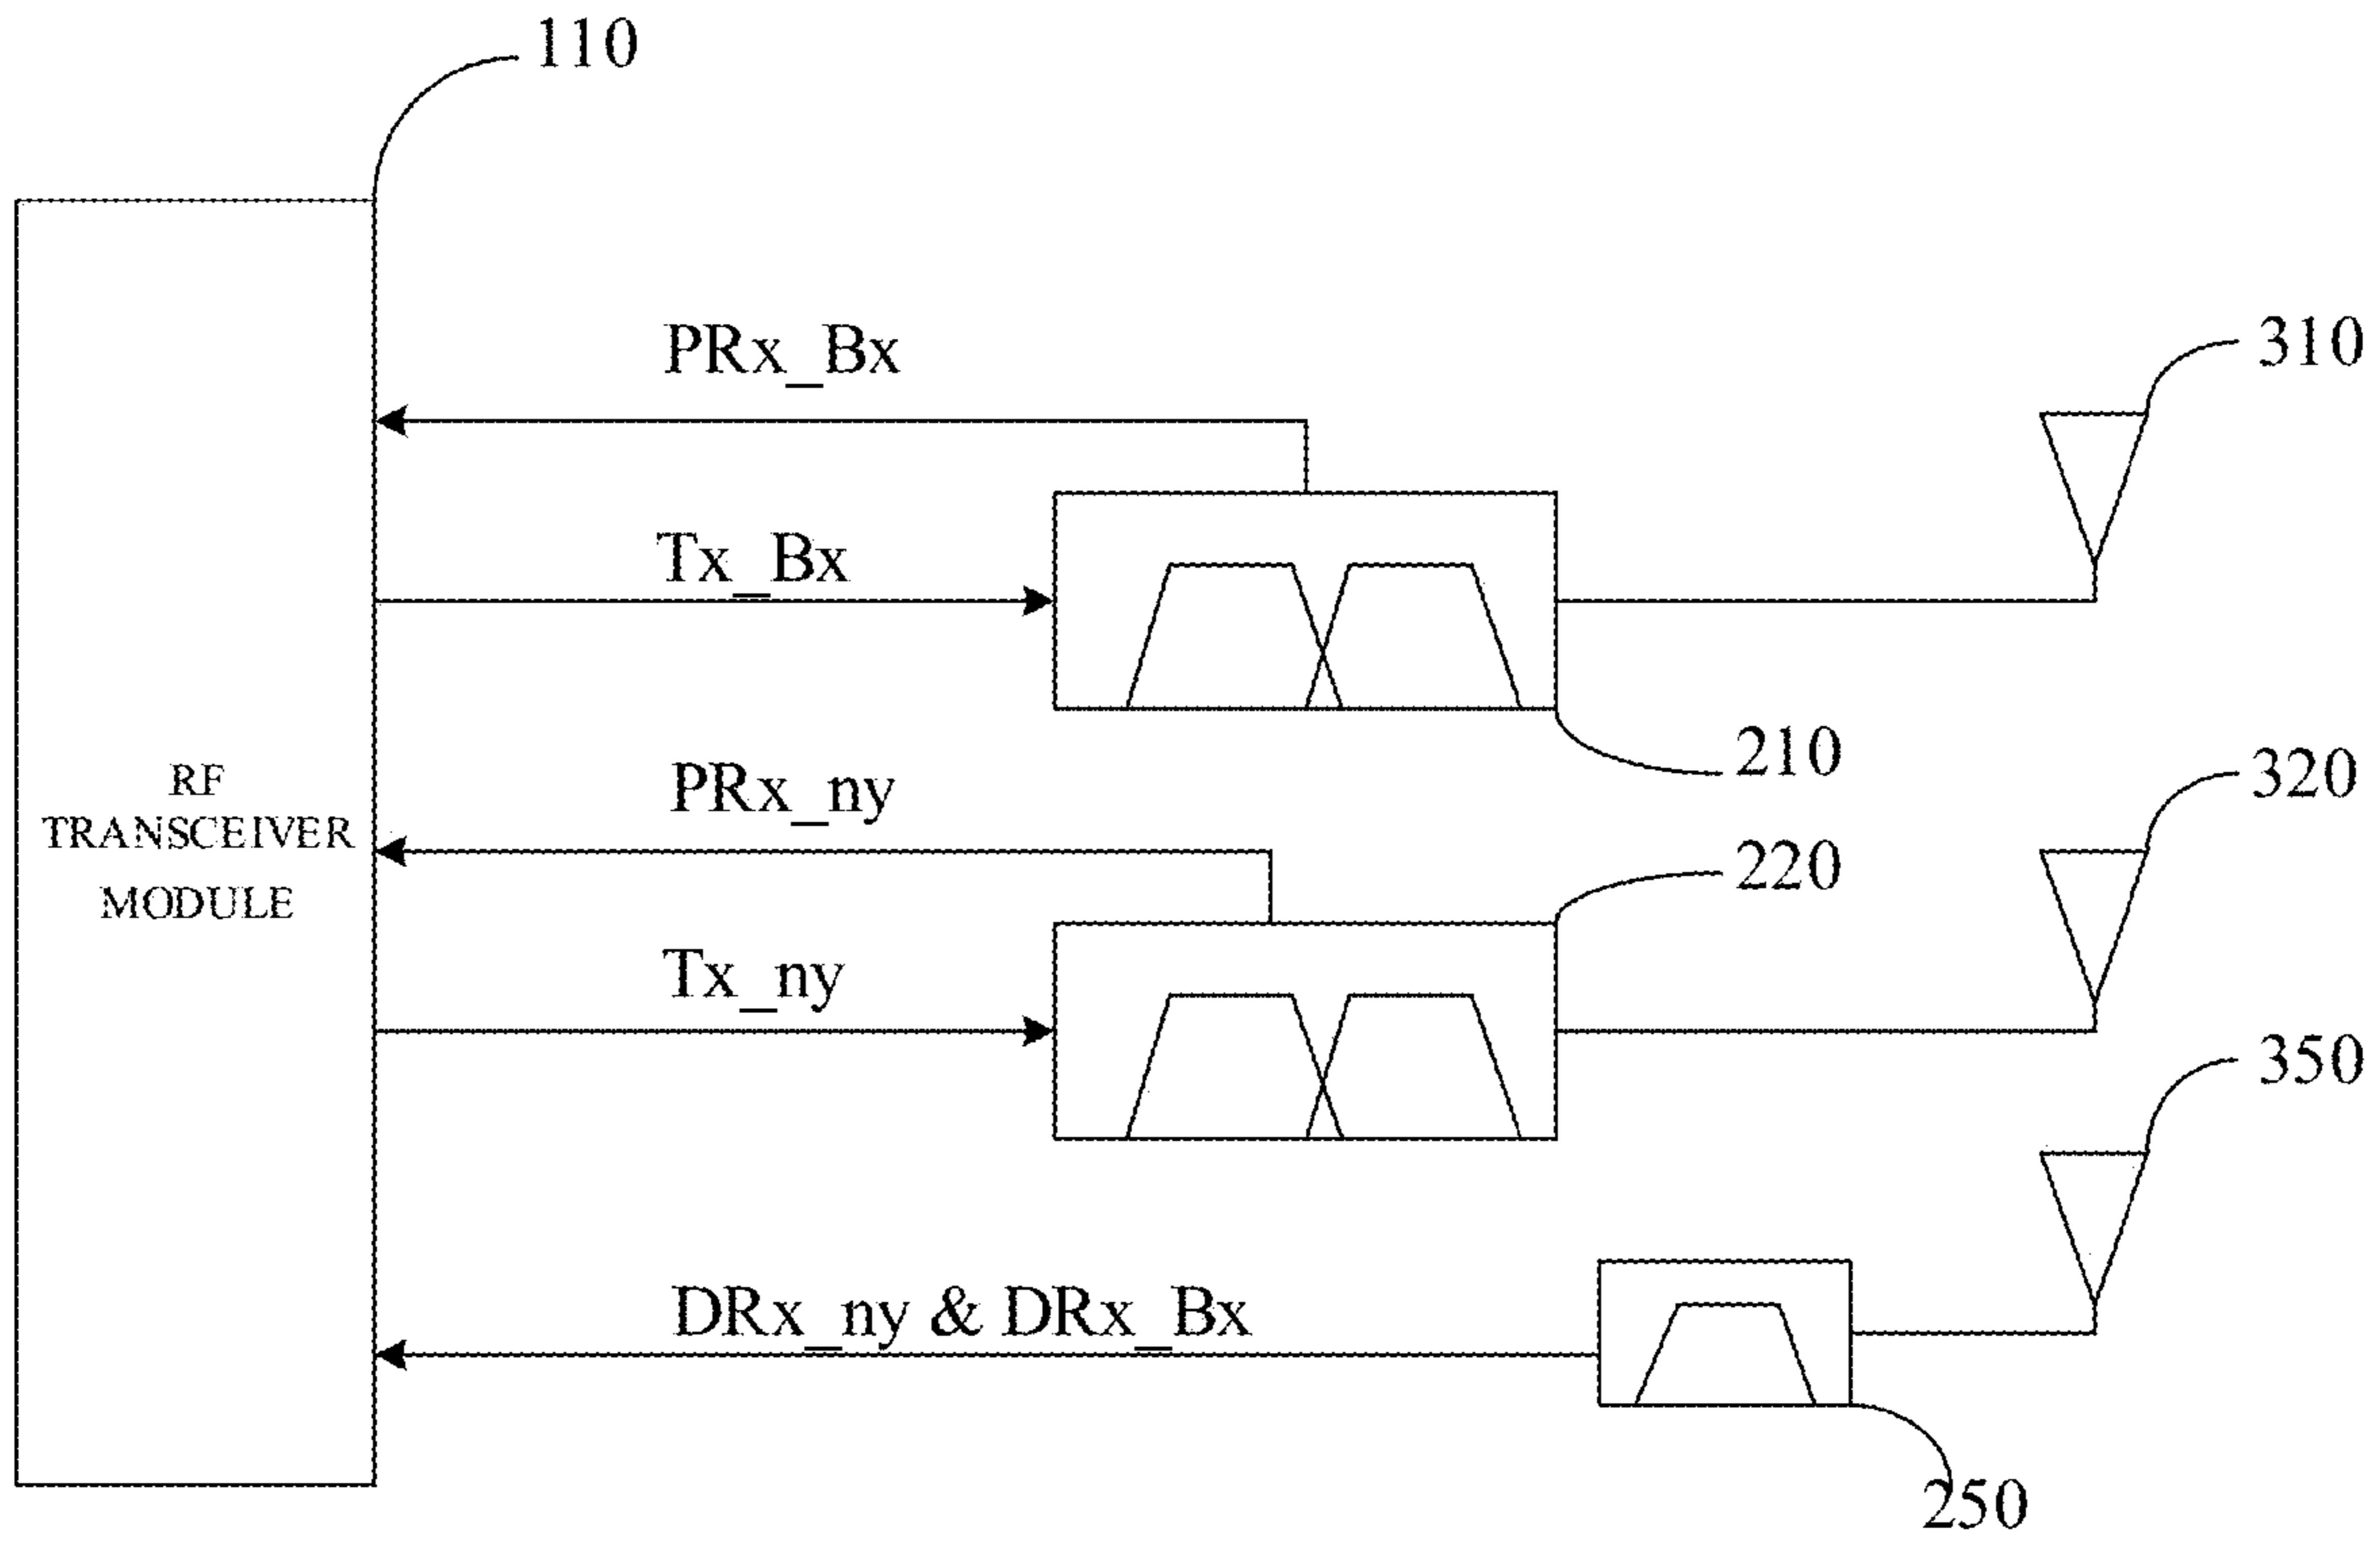 110
PRx_Bx
310
Tx_Bx
210
PRx_ny
320
RF
TRANSCEIVER
MODULE
220
Tx_ny
350
DRx_ny & DRx_Bx
250